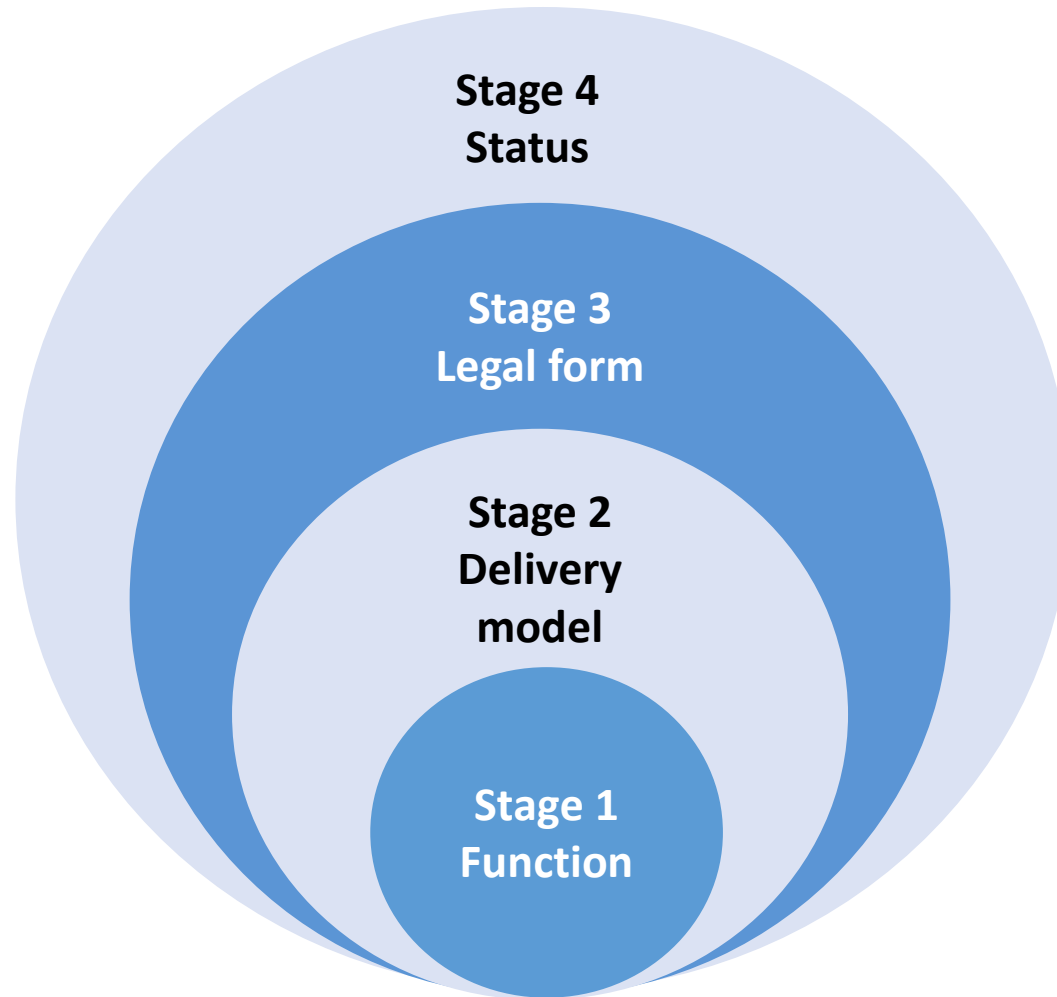 Stage 4
Status
Stage 3
Legal form
Stage 2
Delivery
model
Stage 1
Function